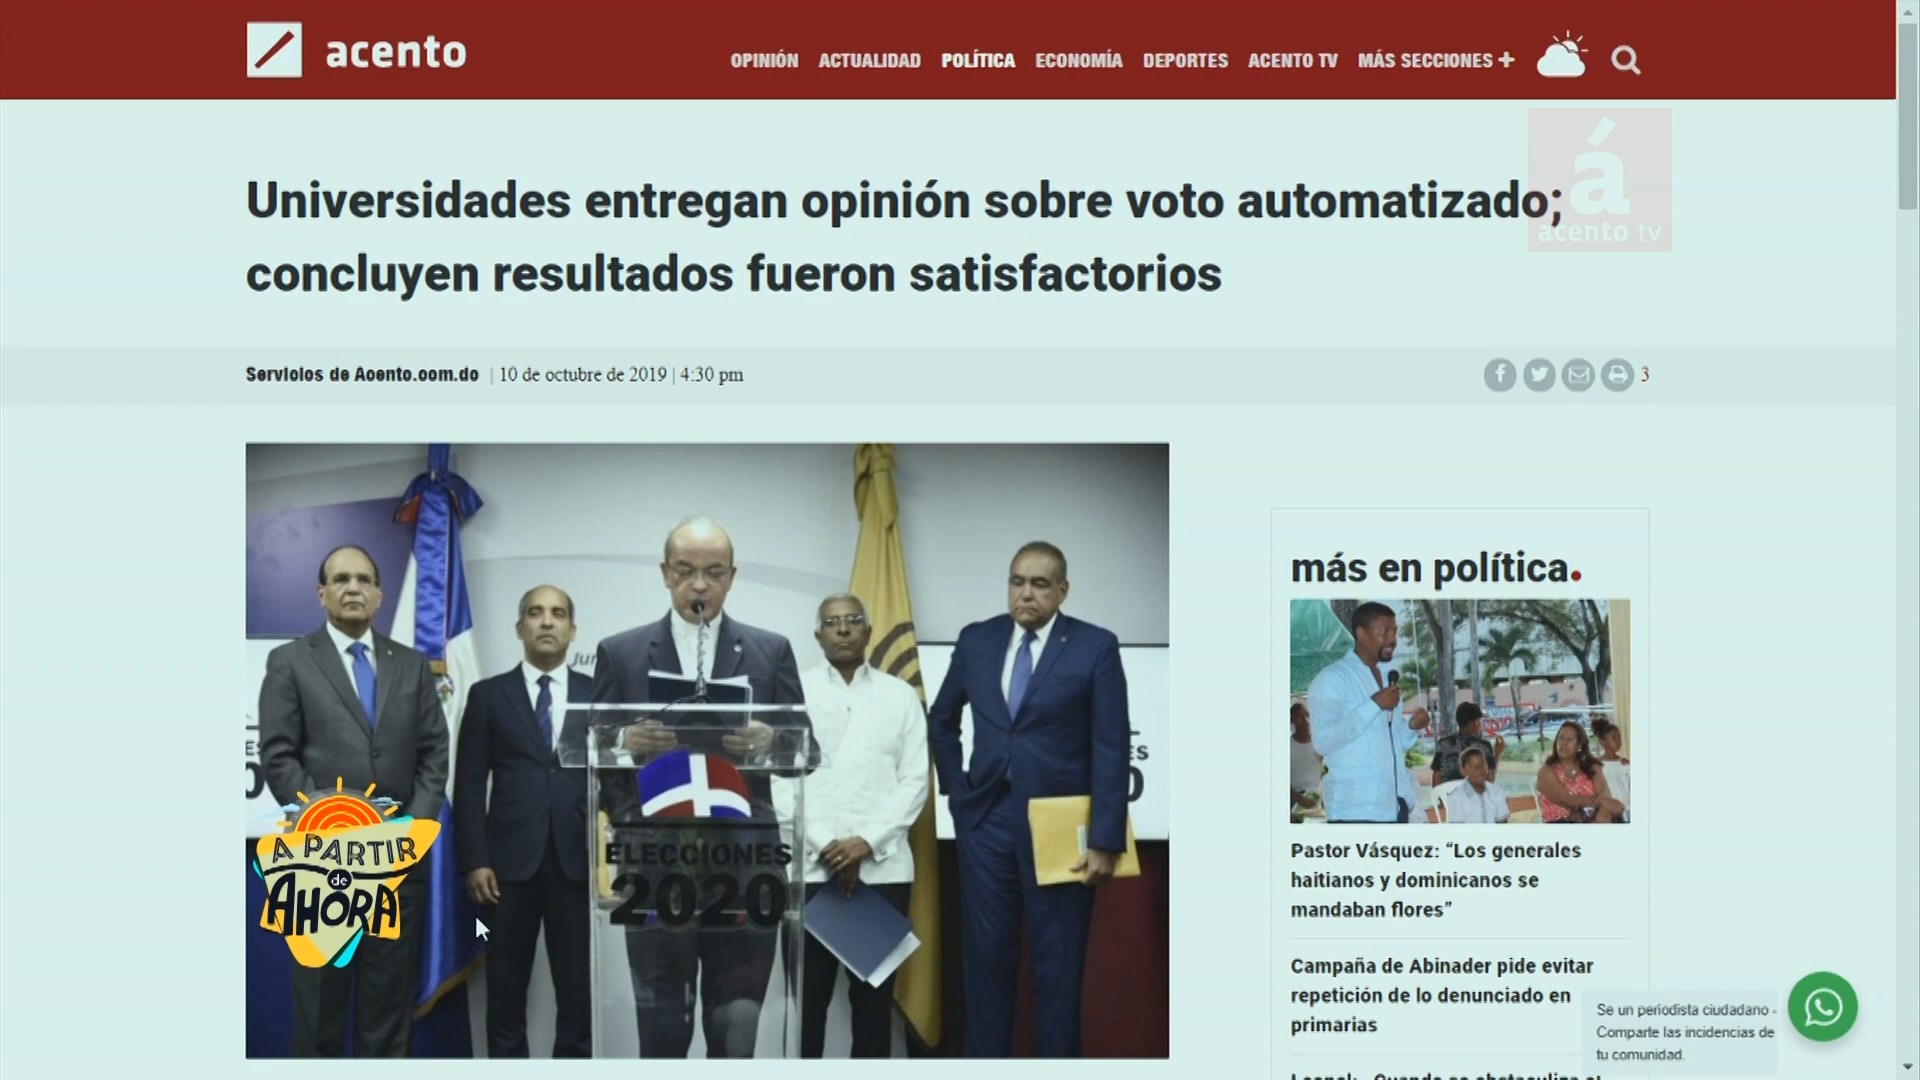 acento
OPINIÓN ACTUALIDAD POLÍTICA ECONOMÍA DEPORTES ACENTO TV MÁS SECCIONES +
á
acento tv
Universidades entregan opinión sobre voto automatizado;
concluyen resultados fueron satisfactorios
Servicios de Acento.com.do | 10 de octubre de 2019 | 4:30 pm
3
Jun
ELECCIONES
2020
A PARTIR
de
AHORA
más en política.
Pastor Vásquez: “Los generales
haitianos y dominicanos se
mandaban flores”
Campaña de Abinader pide evitar
repetición de lo denunciado en
primarias
Se un periodista ciudadano -
Comparte las incidencias de
tu comunidad.